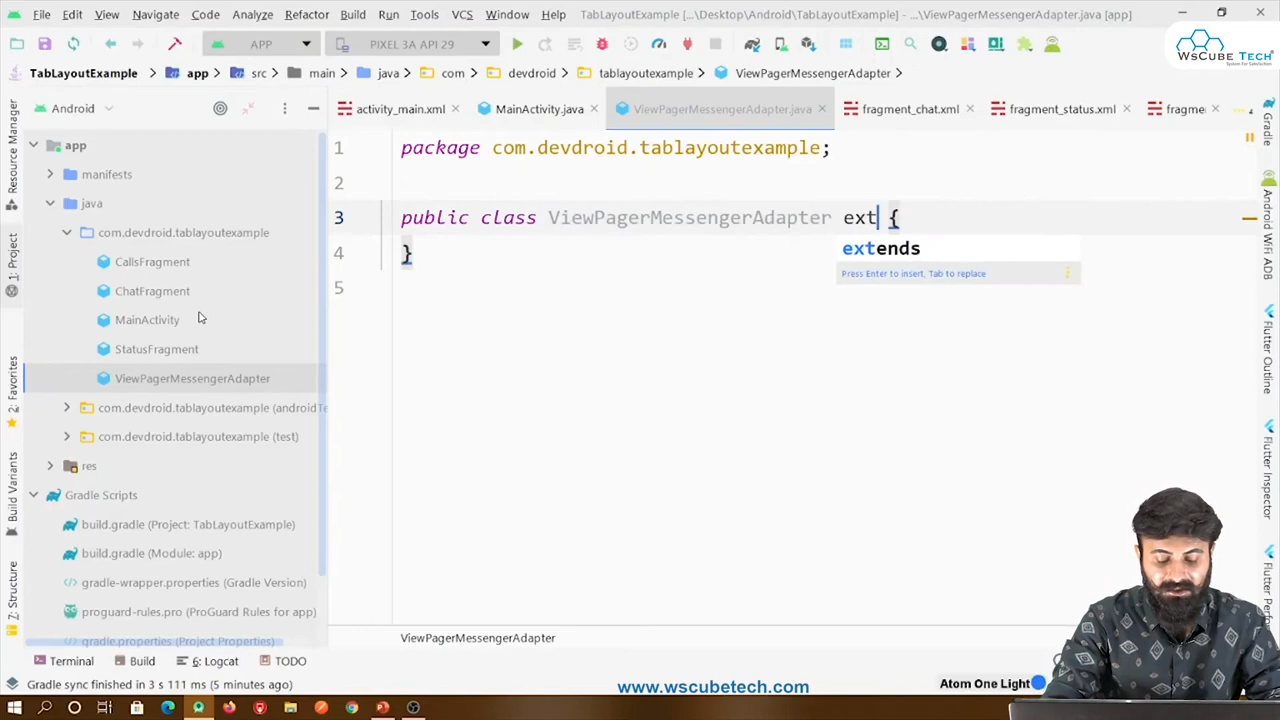 File Edit View Navigate Code Analyze Refactor Build Run Tools VCS Window Help TabLayoutExample [...\Desktop\Android\TabLayoutExample] - ...\ViewPagerMessengerAdapter.java [app]
APP PIXEL 3A API 29
WsCube Tech
TabLayoutExample app src main java com devdroid tablayoutexample ViewPagerMessengerAdapter
Android
activity_main.xml MainActivity.java ViewPagerMessengerAdapter.java fragment_chat.xml fragment_status.xml fragme
Resource Manager
1: Project
2: Favorites
Build Variants
7: Structure
app
manifests
java
com.devdroid.tablayoutexample
CallsFragment
ChatFragment
MainActivity
StatusFragment
ViewPagerMessengerAdapter
com.devdroid.tablayoutexample (androidTe
com.devdroid.tablayoutexample (test)
res
Gradle Scripts
build.gradle (Project: TabLayoutExample)
build.gradle (Module: app)
gradle-wrapper.properties (Gradle Version)
proguard-rules.pro (ProGuard Rules for app)
gradle.properties (Project Properties)
1 package com.devdroid.tablayoutexample;
2
3 public class ViewPagerMessengerAdapter ext {
4 }
5
extends
Press Enter to insert, Tab to replace
Gradle
Android WiFi ADB
Flutter Outline
Flutter Inspector
Flutter Perfo
ViewPagerMessengerAdapter
Terminal Build 6: Logcat TODO
Gradle sync finished in 3 s 111 ms (5 minutes ago)
www.wscubetech.com
Atom One Light